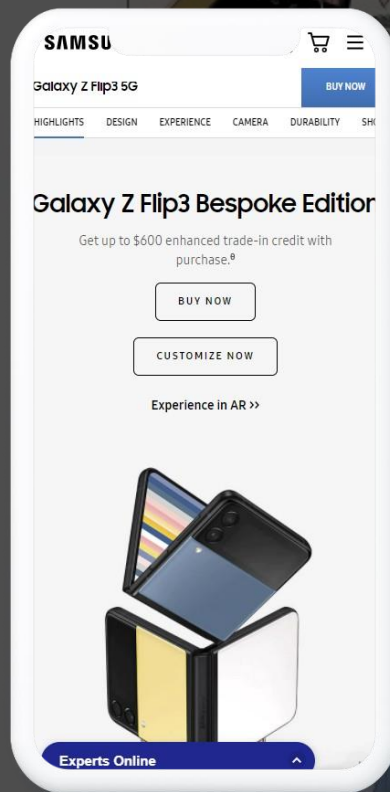 SAMSU
Galaxy Z Flip3 5G
BUY NOW
HIGHLIGHTS DESIGN EXPERIENCE CAMERA DURABILITY SH
Galaxy Z Flip3 Bespoke Edition
Get up to $600 enhanced trade-in credit with
purchase.θ
BUY NOW
CUSTOMIZE NOW
Experience in AR >>
Experts Online